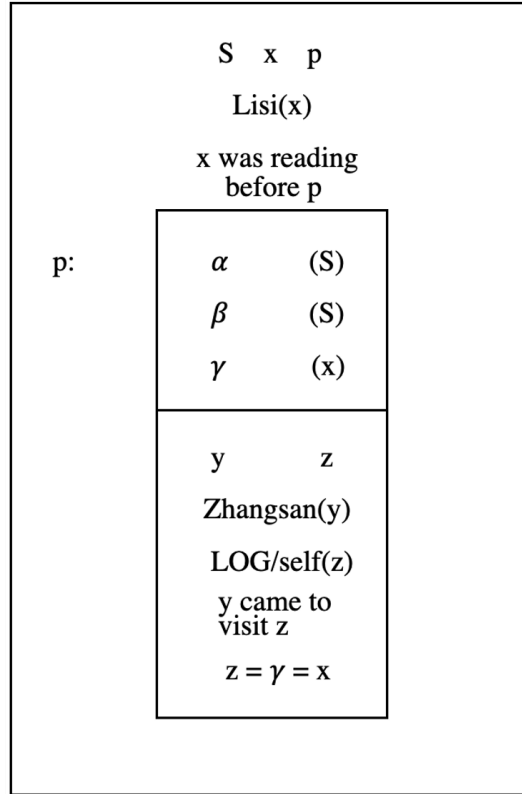 S x p
Lisi(x)
x was reading
before p
p: α (S)
β (S)
γ (x)
y z
Zhangsan(y)
LOG/self(z)
y came to
visit z
z = γ = x